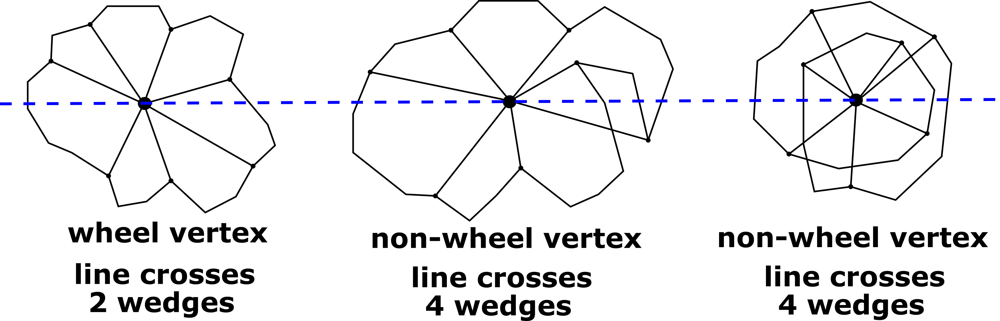 wheel vertex
line crosses
2 wedges
non-wheel vertex
line crosses
4 wedges
non-wheel vertex
line crosses
4 wedges